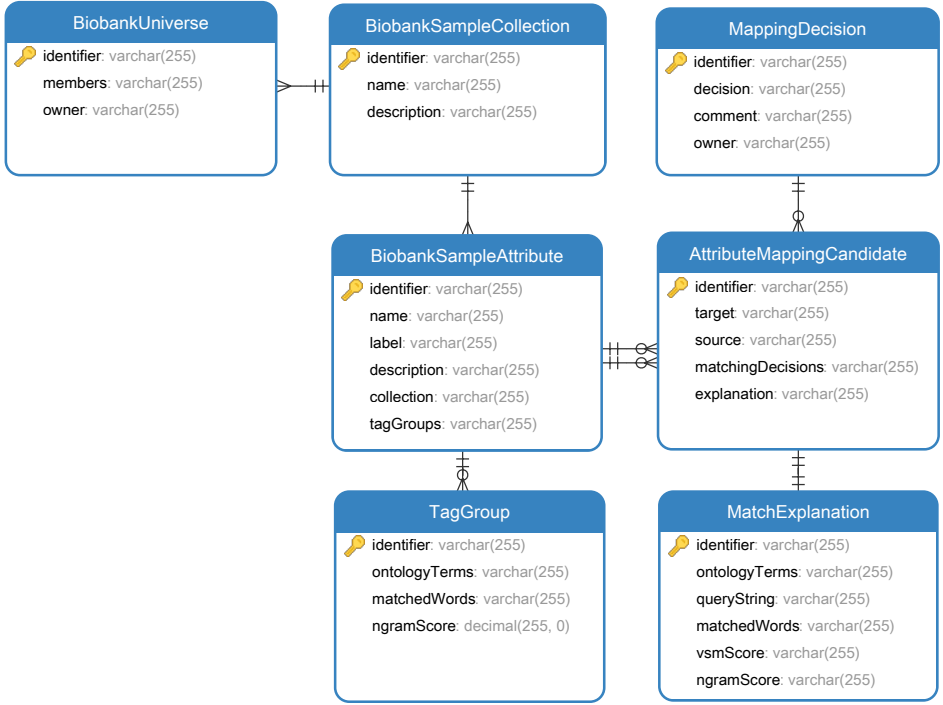 BiobankUniverse
identifier: varchar(255)
members: varchar(255)
owner: varchar(255)
BiobankSampleCollection
identifier: varchar(255)
name: varchar(255)
description: varchar(255)
MappingDecision
identifier: varchar(255)
decision: varchar(255)
comment: varchar(255)
owner: varchar(255)
BiobankSampleAttribute
identifier: varchar(255)
name: varchar(255)
label: varchar(255)
description: varchar(255)
collection: varchar(255)
tagGroups: varchar(255)
AttributeMappingCandidate
identifier: varchar(255)
target: varchar(255)
source: varchar(255)
matchingDecisions: varchar(255)
explanation: varchar(255)
TagGroup
identifier: varchar(255)
ontologyTerms: varchar(255)
matchedWords: varchar(255)
ngramScore: decimal(255, 0)
MatchExplanation
identifier: varchar(255)
ontologyTerms: varchar(255)
queryString: varchar(255)
matchedWords: varchar(255)
vsmScore: varchar(255)
ngramScore: varchar(255)